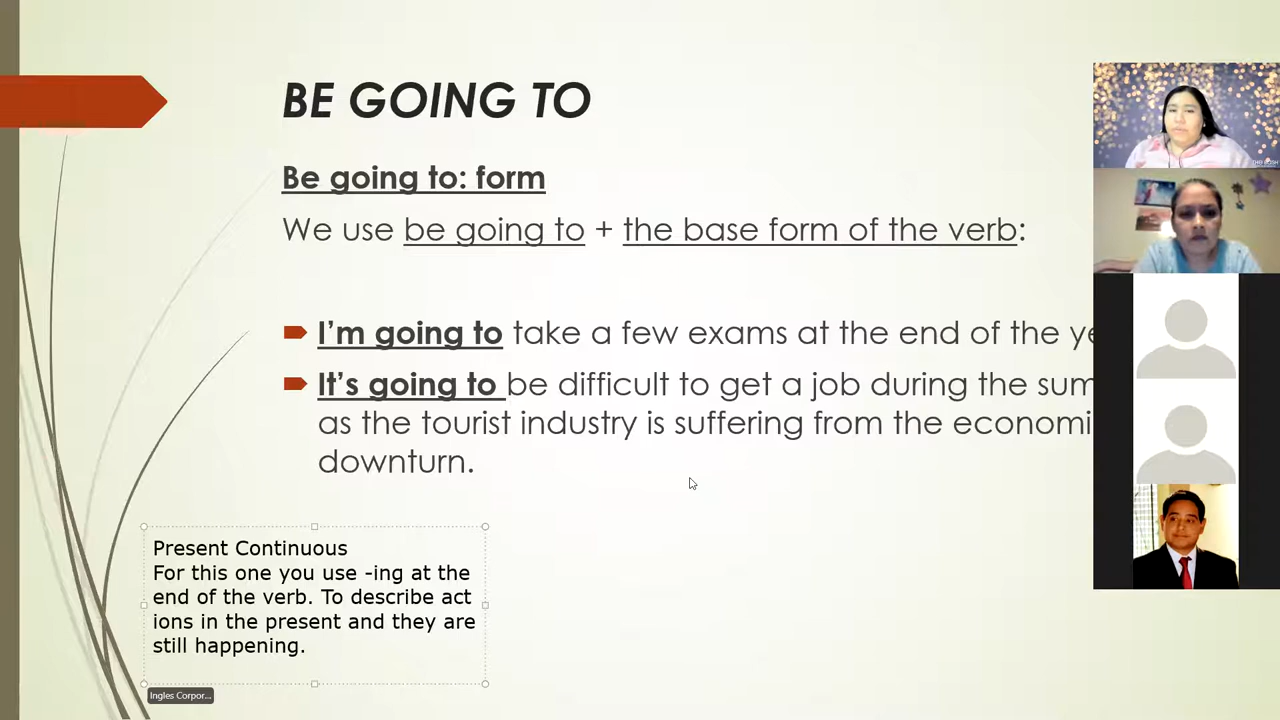 BE GOING TO
Be going to: form
We use be going to + the base form of the verb:
I'm going to take a few exams at the end of the ye
It's going to be difficult to get a job during the sum
as the tourist industry is suffering from the economi
downturn.
Present Continuous
For this one you use -ing at the
end of the verb. To describe act
ions in the present and they are
still happening.
Ingles Corpor...